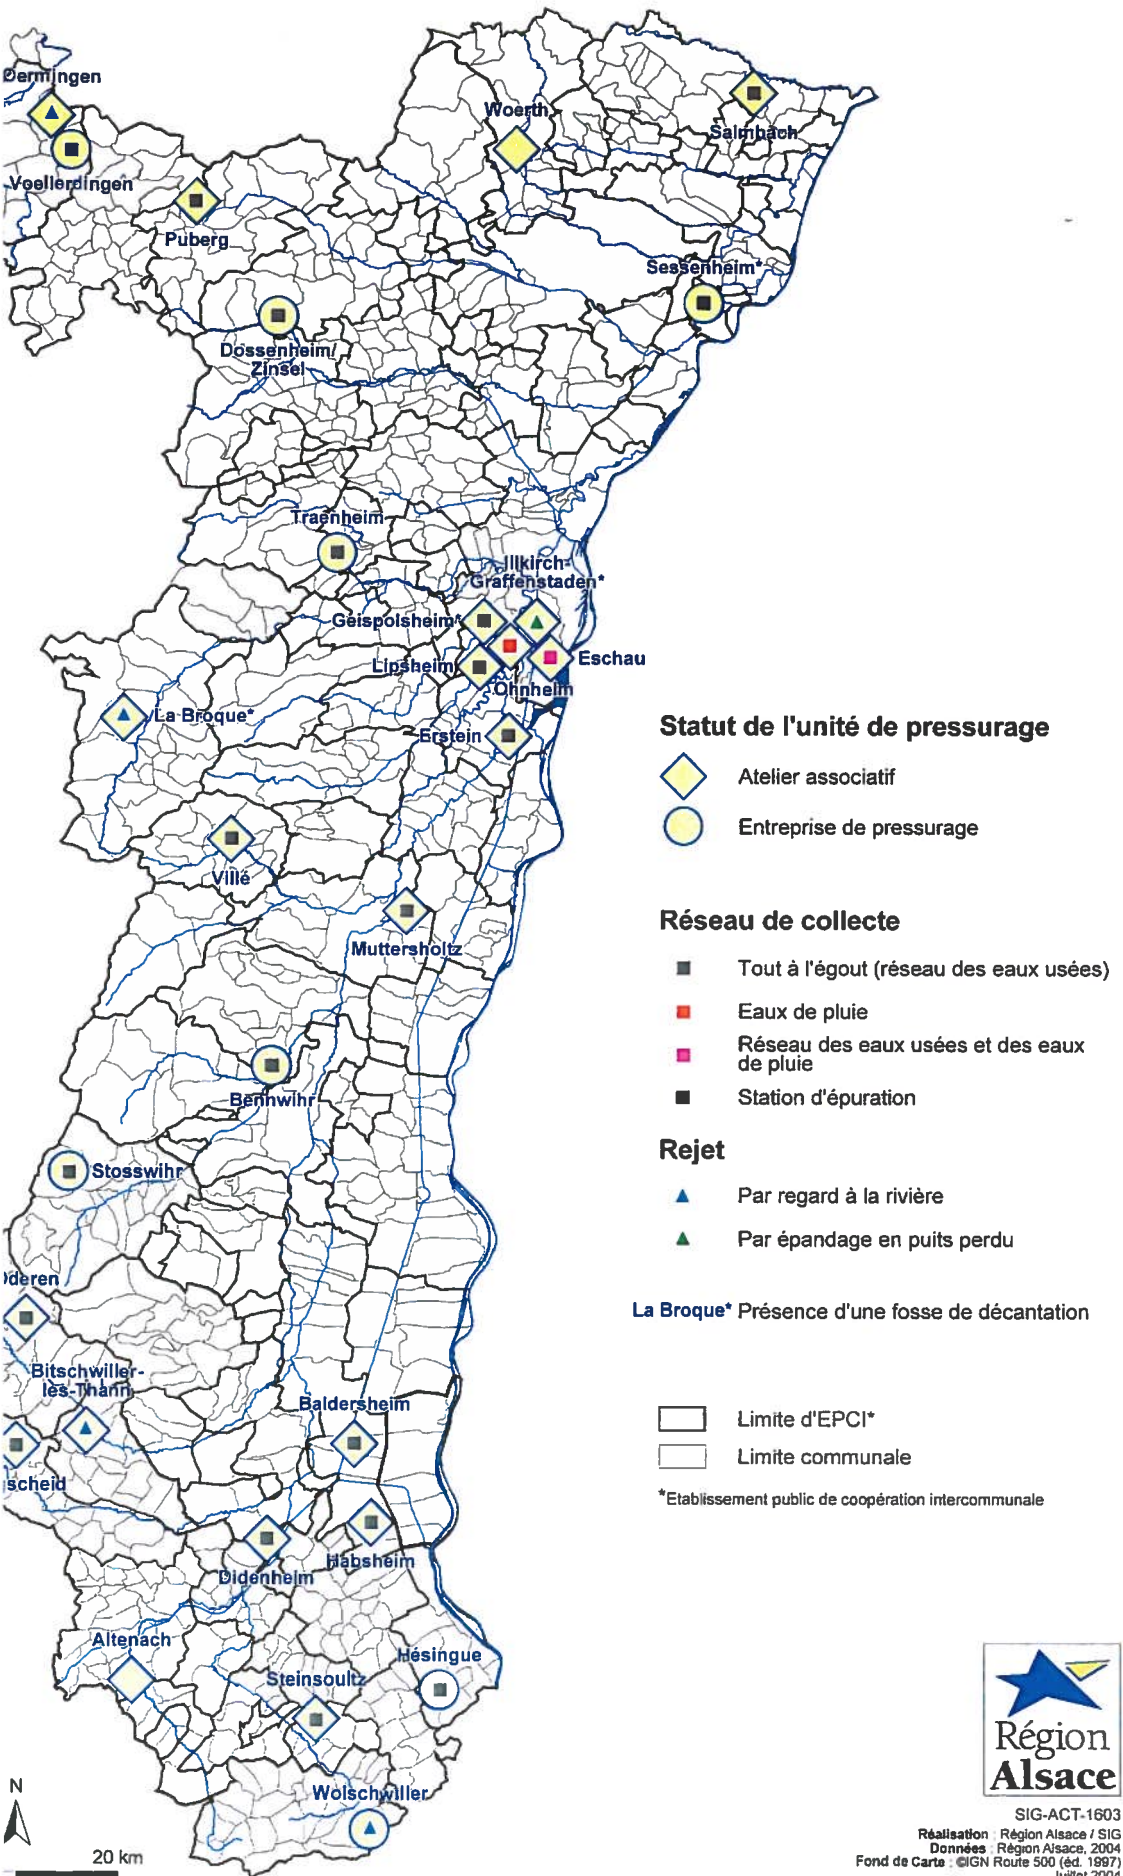 Oermingen
Voellerdingen
Puberg
Woerth
Salmbach
Sessenheim*
Dossenheim/
Zinsel
Traenheim
Illkirch-
Graffenstaden*
Geispolsheim*
Lipsheim
Eschau
Ohnheim
La Broque*
Erstein
Villé
Muttersholtz
Bennwihr
Stosswihr
Oderen
Bitschwiller-
lès-Thann
scheid
Baldersheim
Habsheim
Didenheim
Altenach
Hésingue
Steinsoultz
Wolschwiller
N
20 km
Statut de l'unité de pressurage
Atelier associatif
Entreprise de pressurage
Réseau de collecte
Tout à l'égout (réseau des eaux usées)
Eaux de pluie
Réseau des eaux usées et des eaux
de pluie
Station d'épuration
Rejet
Par regard à la rivière
Par épandage en puits perdu
La Broque* Présence d'une fosse de décantation
Limite d'EPCI*
Limite communale
*Etablissement public de coopération intercommunale
Région
Alsace
SIG-ACT-1603
Réalisation : Région Alsace / SIG
Données : Région Alsace, 2004
Fond de Carte : ©IGN Route 500 (éd. 1997)
Juillet 2004